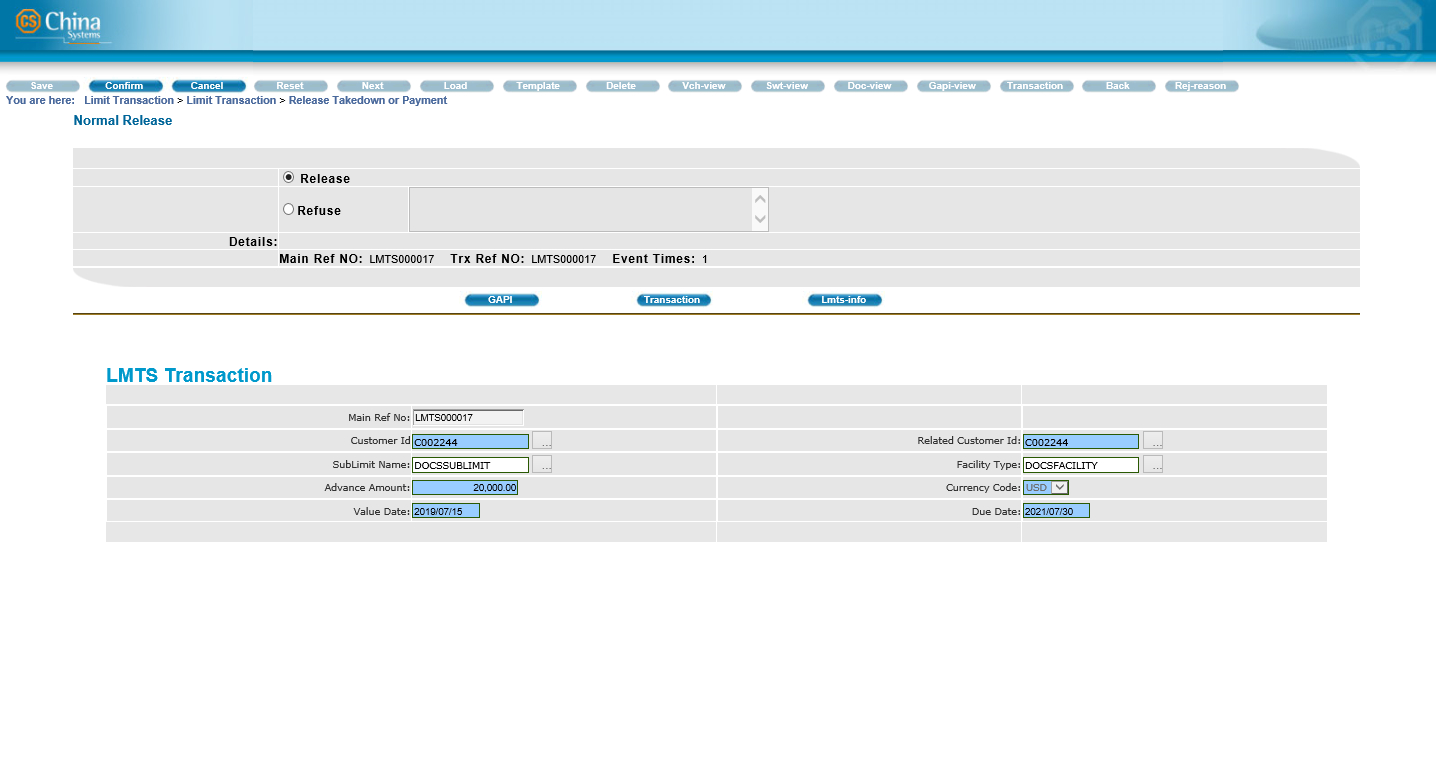 CS China
Systems
Save Confirm Cancel Reset Next Load Template Delete Vch-view Swt-view Doc-view Gapi-view Transaction Back Rej-reason
You are here: Limit Transaction > Limit Transaction > Release Takedown or Payment
Normal Release
Release
Refuse
Details:
Main Ref NO: LMTS000017 Trx Ref NO: LMTS000017 Event Times: 1
GAPI Transaction Lmts-info
LMTS Transaction
Main Ref No: LMTS000017
Customer Id C002244 ... Related Customer Id: C002244 ...
SubLimit Name: DOCSSUBLIMIT ... Facility Type: DOCSFACILITY ...
Advance Amount: 20,000.00 Currency Code: USD
Value Date: 2019/07/15 Due Date: 2021/07/30